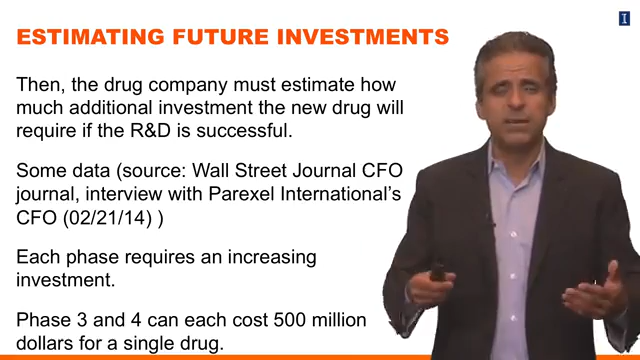 I
ESTIMATING FUTURE INVESTMENTS
Then, the drug company must estimate how
much additional investment the new drug will
require if the R&D is successful.
Some data (source: Wall Street Journal CFO
journal, interview with Parexel International's
CFO (02/21/14) )
Each phase requires an increasing
investment.
Phase 3 and 4 can each cost 500 million
dollars for a single drug.